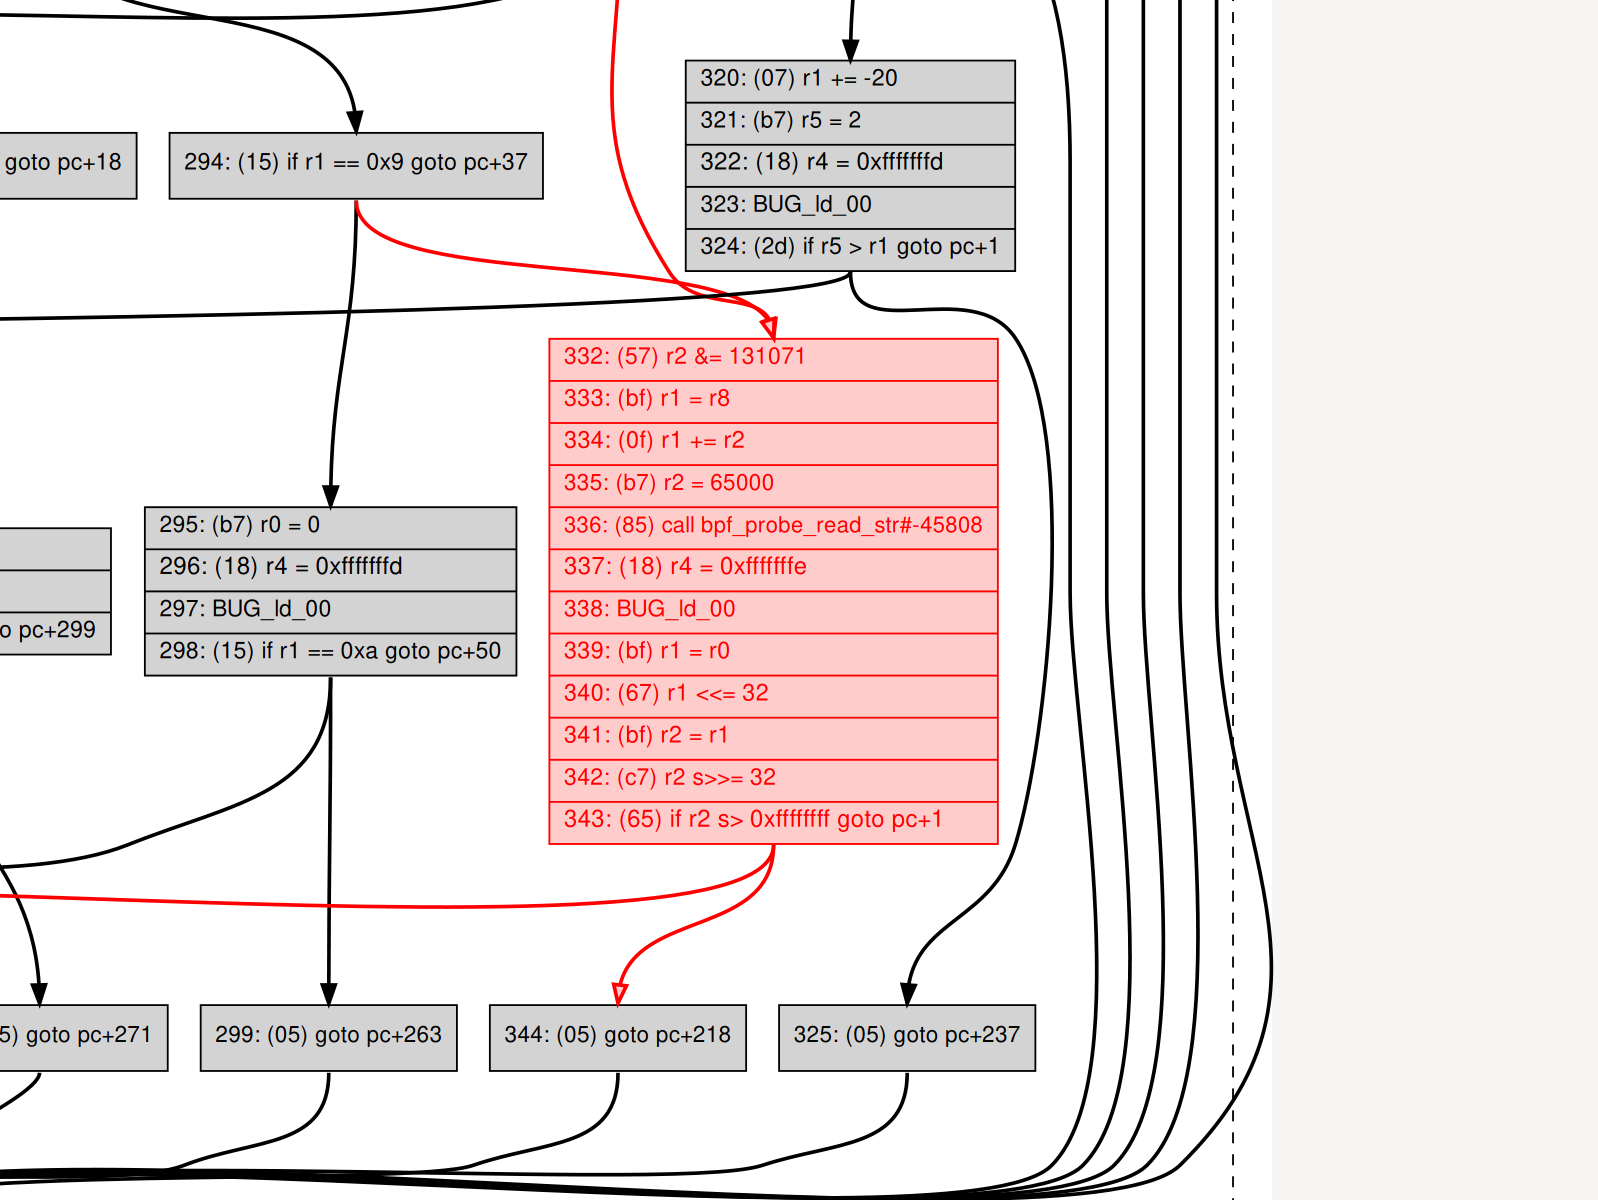 320: (07) r1 += -20
321: (b7) r5 = 2
322: (18) r4 = 0xfffffffd
323: BUG_ld_00
324: (2d) if r5 > r1 goto pc+1
goto pc+18
294: (15) if r1 == 0x9 goto pc+37
332: (57) r2 &= 131071
333: (bf) r1 = r8
334: (0f) r1 += r2
335: (b7) r2 = 65000
336: (85) call bpf_probe_read_str#-45808
337: (18) r4 = 0xfffffffe
338: BUG_ld_00
339: (bf) r1 = r0
340: (67) r1 <<= 32
341: (bf) r2 = r1
342: (c7) r2 s>>= 32
343: (65) if r2 s> 0xffffffff goto pc+1
295: (b7) r0 = 0
296: (18) r4 = 0xfffffffd
297: BUG_ld_00
298: (15) if r1 == 0xa goto pc+50
o pc+299
5) goto pc+271
299: (05) goto pc+263
344: (05) goto pc+218
325: (05) goto pc+237